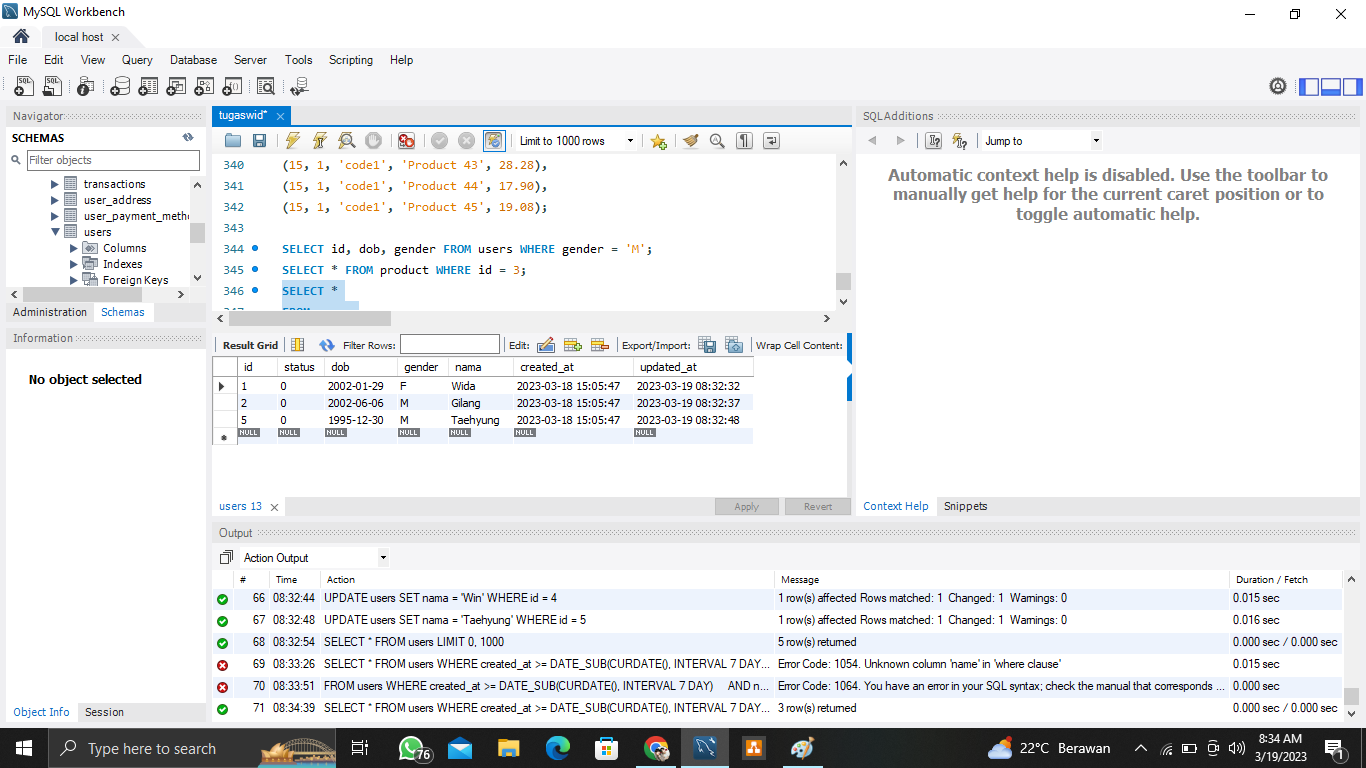 MySQL Workbench
local host
File Edit View Query Database Server Tools Scripting Help
Navigator
SCHEMAS
Filter objects
transactions
user_address
user_payment_meth
users
Columns
Indexes
Foreign Keys
Administration Schemas
Information
No object selected
Object Info Session
tugaswid*
Limit to 1000 rows
340 (15, 1, 'code1', 'Product 43', 28.28),
341 (15, 1, 'code1', 'Product 44', 17.90),
342 (15, 1, 'code1', 'Product 45', 19.08);
343
344 SELECT id, dob, gender FROM users WHERE gender = 'M';
345 SELECT * FROM product WHERE id = 3;
346 SELECT *
Result Grid Filter Rows: Edit: Export/Import: Wrap Cell Content:
id status dob gender nama created_at updated_at
1 0 2002-01-29 F Wida 2023-03-18 15:05:47 2023-03-19 08:32:32
2 0 2002-06-06 M Gilang 2023-03-18 15:05:47 2023-03-19 08:32:37
5 0 1995-12-30 M Taehyung 2023-03-18 15:05:47 2023-03-19 08:32:48
NULL NULL NULL NULL NULL NULL NULL
users 13
Apply Revert
SQLAdditions
Jump to
Automatic context help is disabled. Use the toolbar to
manually get help for the current caret position or to
toggle automatic help.
Context Help Snippets
Output
Action Output
# Time Action Message Duration / Fetch
66 08:32:44 UPDATE users SET nama = 'Win' WHERE id = 4 1 row(s) affected Rows matched: 1 Changed: 1 Warnings: 0 0.015 sec
67 08:32:48 UPDATE users SET nama = 'Taehyung' WHERE id = 5 1 row(s) affected Rows matched: 1 Changed: 1 Warnings: 0 0.016 sec
68 08:32:54 SELECT * FROM users LIMIT 0, 1000 5 row(s) returned 0.000 sec / 0.000 sec
69 08:33:26 SELECT * FROM users WHERE created_at >= DATE_SUB(CURDATE(), INTERVAL 7 DAY... Error Code: 1054. Unknown column 'name' in 'where clause' 0.015 sec
70 08:33:51 FROM users WHERE created_at >= DATE_SUB(CURDATE(), INTERVAL 7 DAY) AND n... Error Code: 1064. You have an error in your SQL syntax; check the manual that corresponds ... 0.000 sec
71 08:34:39 SELECT * FROM users WHERE created_at >= DATE_SUB(CURDATE(), INTERVAL 7 DAY... 3 row(s) returned 0.000 sec / 0.000 sec
Type here to search
76
22°C Berawan
8:34 AM
3/19/2023
1